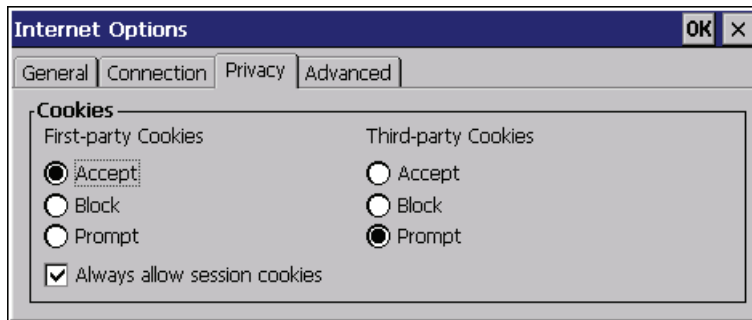 Internet Options OK ×
General Connection Privacy Advanced
Cookies
First-party Cookies Third-party Cookies
Accept Accept
Block Block
Prompt Prompt
Always allow session cookies